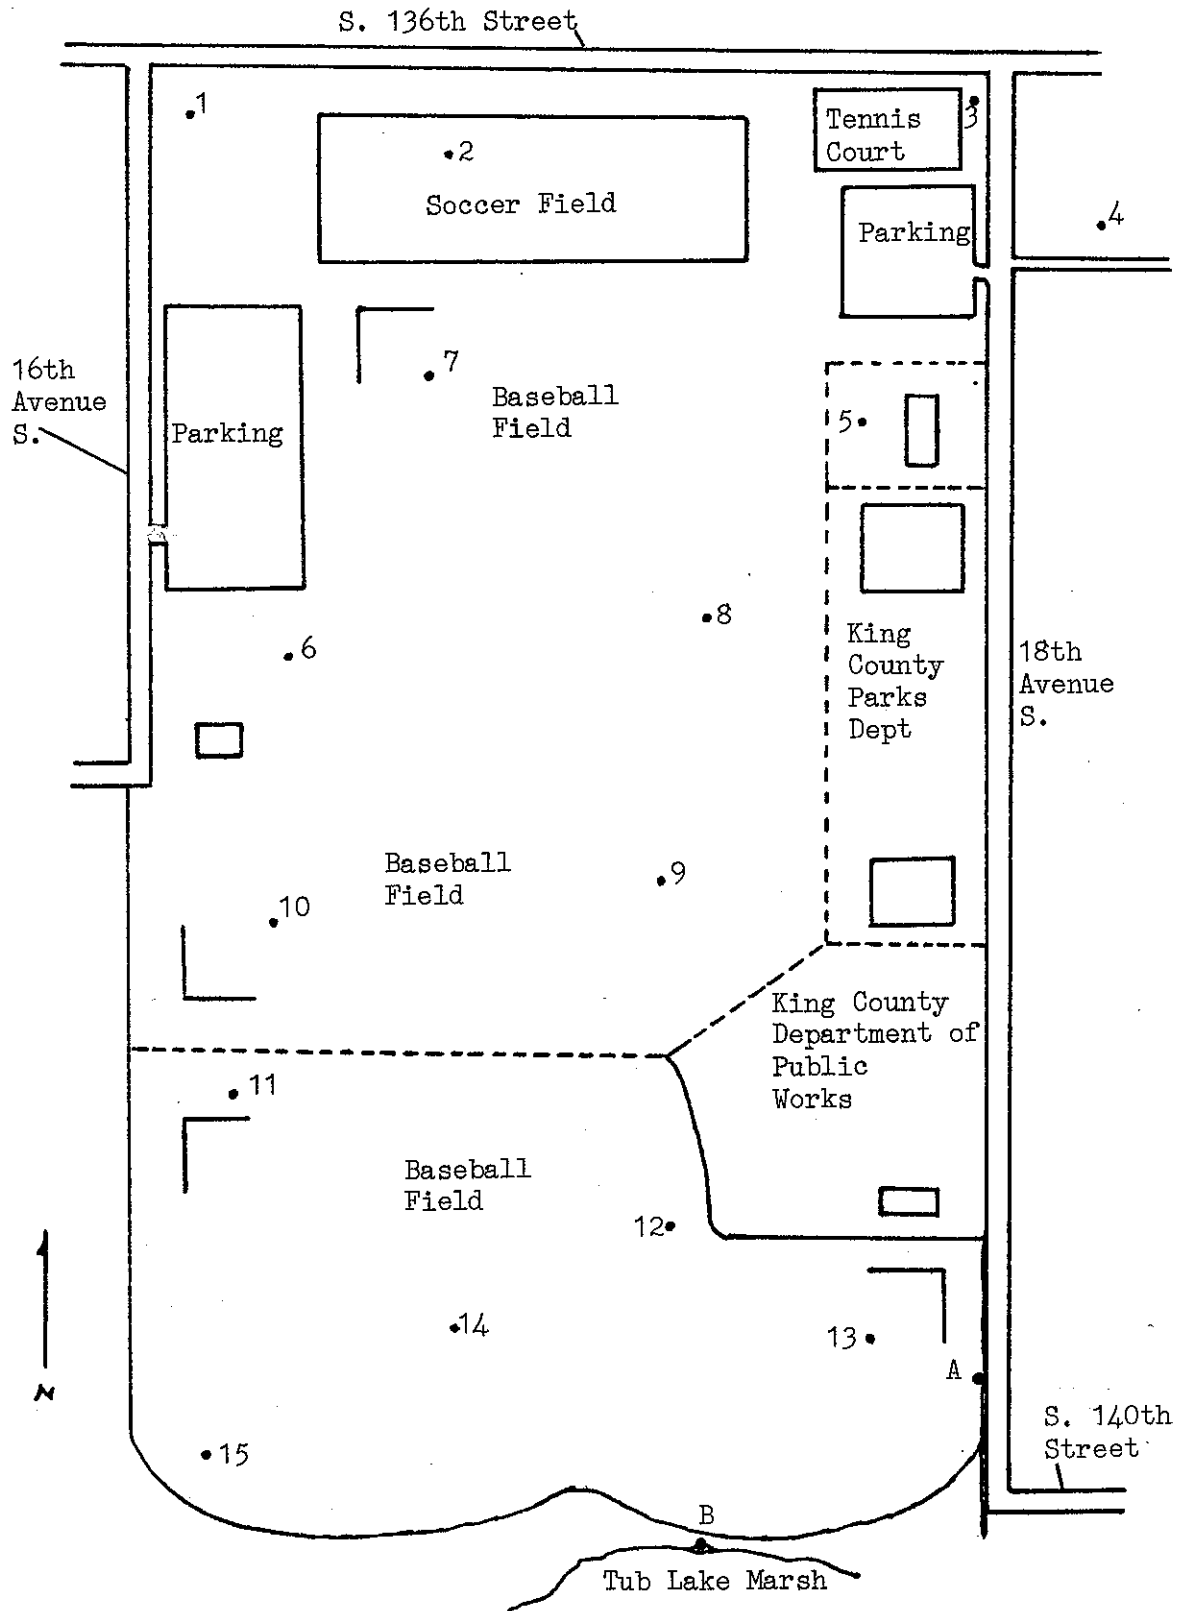 S. 136th Street
1
2
Soccer Field
Tennis
Court
3
4
Parking
16th
Avenue
S.
Parking
7
Baseball
Field
5
8
6
King
County
Parks
Dept
18th
Avenue
S.
Baseball
Field
9
10
King County
Department of
Public
Works
11
Baseball
Field
12
14
13
A
N
S. 140th
Street
15
B
Tub Lake Marsh